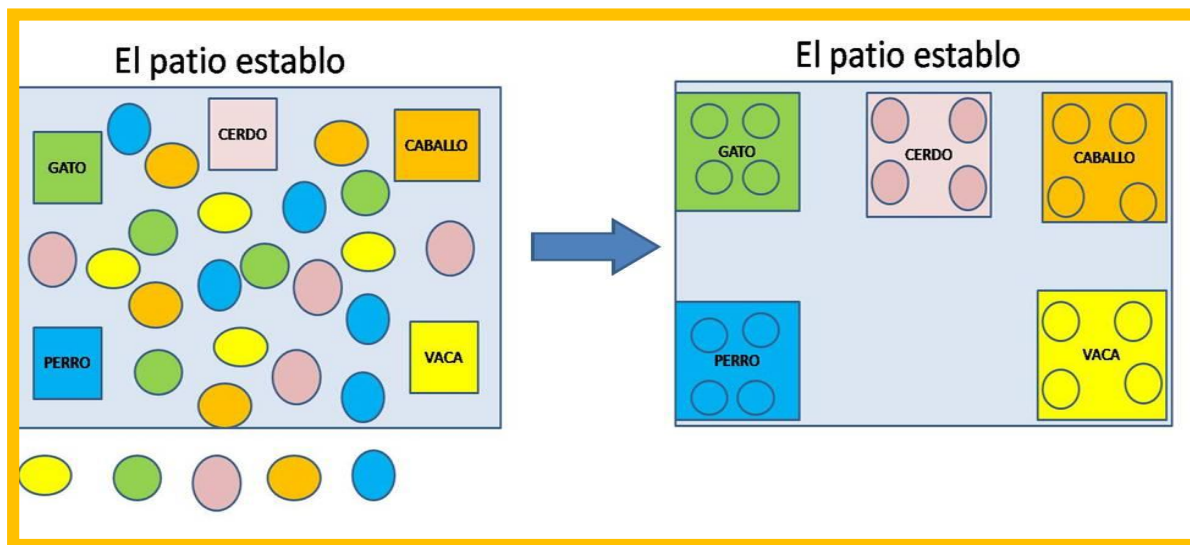 El patio establo
GATO
CERDO
CABALLO
PERRO
VACA
El patio establo
GATO
CERDO
CABALLO
PERRO
VACA